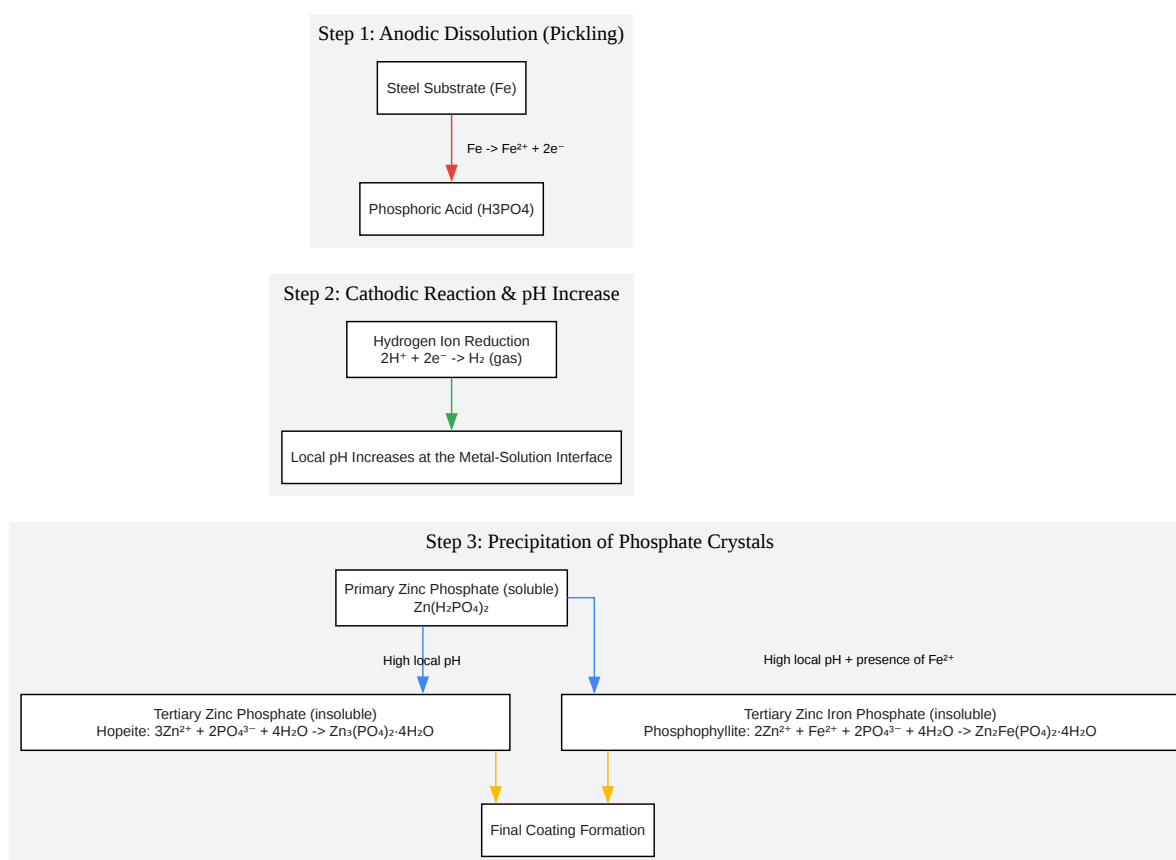 Step 1: Anodic Dissolution (Pickling)
Steel Substrate (Fe)
Fe -> Fe²⁺ + 2e⁻
Phosphoric Acid (H3PO4)
Step 2: Cathodic Reaction & pH Increase
Hydrogen Ion Reduction
2H⁺ + 2e⁻ -> H₂ (gas)
Local pH Increases at the Metal-Solution Interface
Step 3: Precipitation of Phosphate Crystals
Primary Zinc Phosphate (soluble)
Zn(H₂PO₄)₂
High local pH
High local pH + presence of Fe²⁺
Tertiary Zinc Phosphate (insoluble)
Hopeite: 3Zn²⁺ + 2PO₄³⁻ + 4H₂O -> Zn₃(PO₄)₂·4H₂O
Tertiary Zinc Iron Phosphate (insoluble)
Phosphophyllite: 2Zn²⁺ + Fe²⁺ + 2PO₄³⁻ + 4H₂O -> Zn₂Fe(PO₄)₂·4H₂O
Final Coating Formation